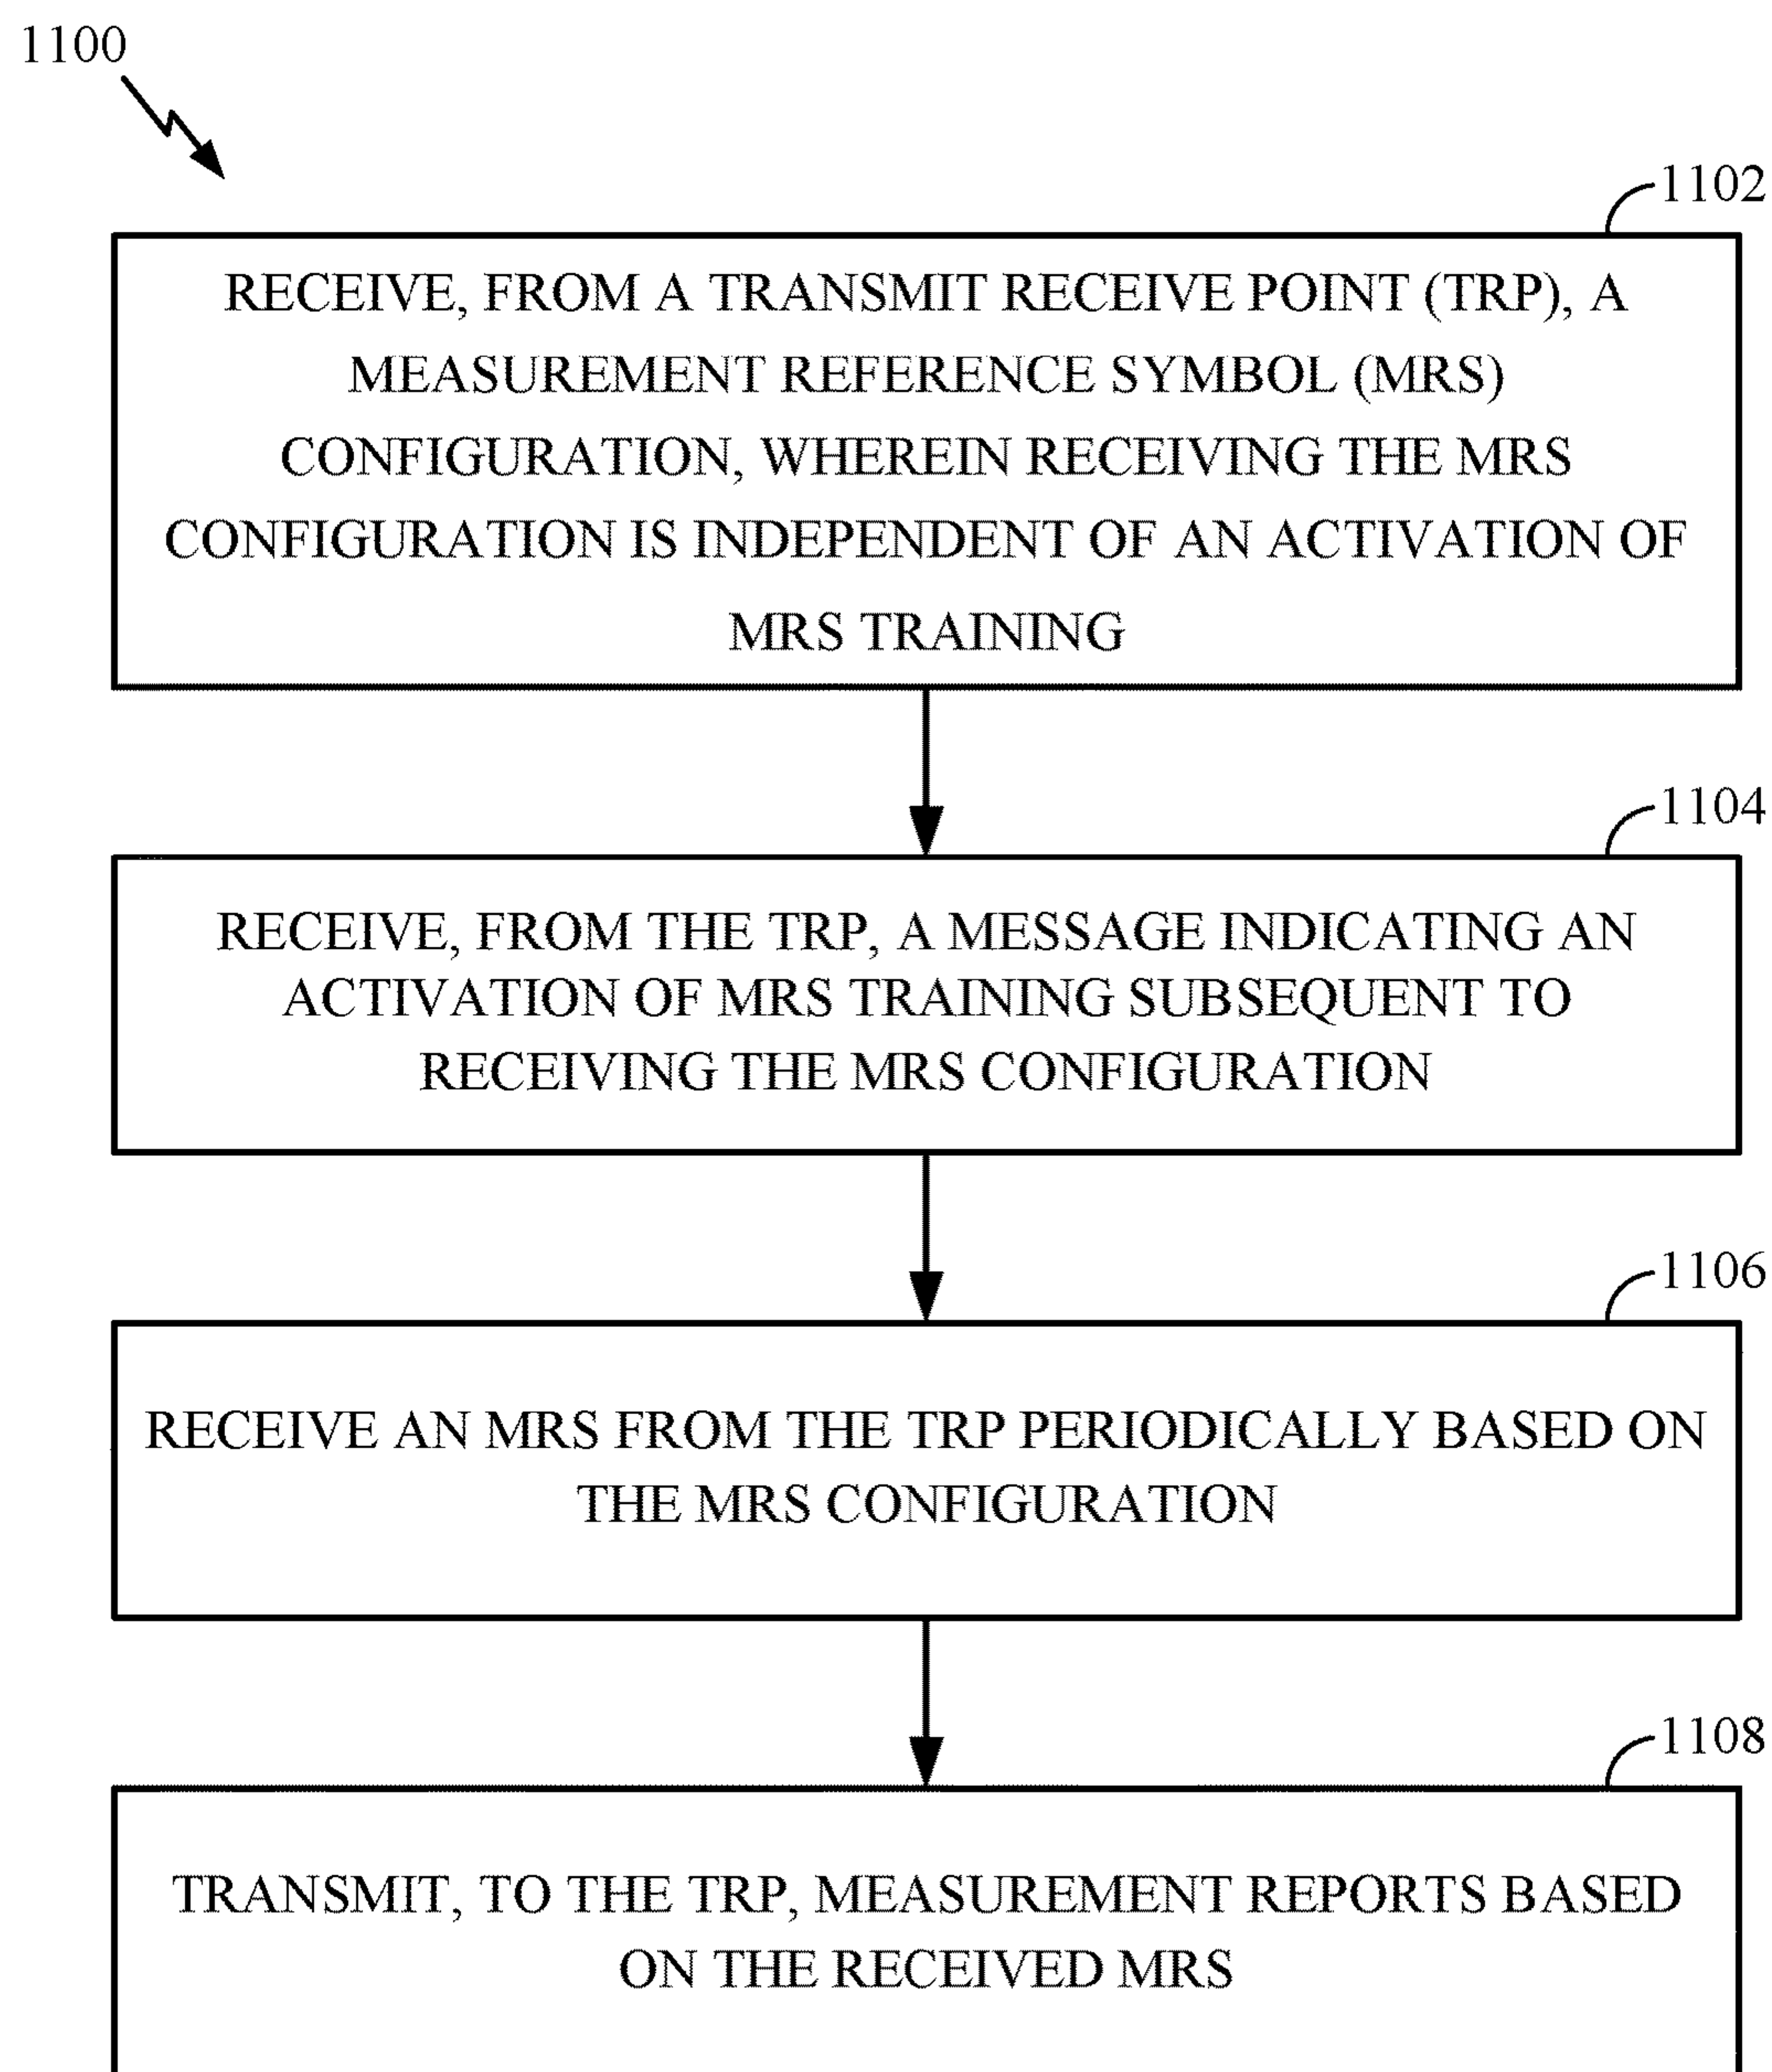 1100
1102
RECEIVE, FROM A TRANSMIT RECEIVE POINT (TRP), A
MEASUREMENT REFERENCE SYMBOL (MRS)
CONFIGURATION, WHEREIN RECEIVING THE MRS
CONFIGURATION IS INDEPENDENT OF AN ACTIVATION OF
MRS TRAINING
1104
RECEIVE, FROM THE TRP, A MESSAGE INDICATING AN
ACTIVATION OF MRS TRAINING SUBSEQUENT TO
RECEIVING THE MRS CONFIGURATION
1106
RECEIVE AN MRS FROM THE TRP PERIODICALLY BASED ON
THE MRS CONFIGURATION
1108
TRANSMIT, TO THE TRP, MEASUREMENT REPORTS BASED
ON THE RECEIVED MRS